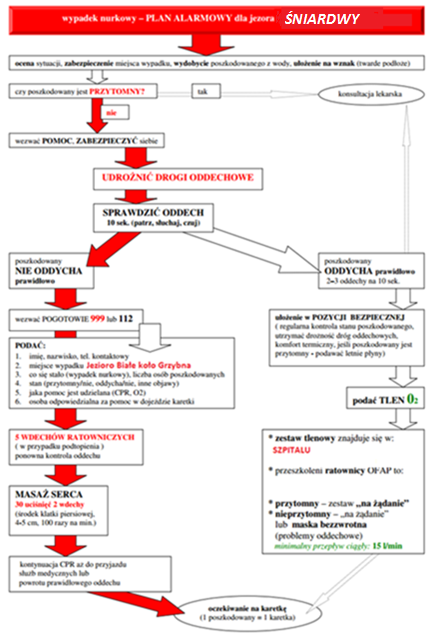 wypadek nurkowy – PLAN ALARMOWY dla jezora ŚNIARDWY
ocena sytuacji, zabezpieczenie miejsca wypadku, wydobycie poszkodowanego z wody, ułożenie na wznak (twarde podłoże)
czy poszkodowany jest PRZYTOMNY?
tak
konsultacja lekarska
nie
wezwać POMOC, ZABEZPIECZYĆ siebie
UDROŻNIĆ DROGI ODDECHOWE
SPRAWDZIĆ ODDECH
10 sek. (patrz, słuchaj, czuj)
poszkodowany
NIE ODDYCHA
prawidłowo
poszkodowany
ODDYCHA prawidłowo
2-3 oddechy na 10 sek.
wezwać POGOTOWIE 999 lub 112
PODAĆ:
1. imię, nazwisko, tel. kontaktowy
2. miejsce wypadku Jezioro Białe koło Grzybna
3. co się stało (wypadek nurkowy), liczba osób poszkodowanych
4. stan (przytomny/nie, oddycha/nie, inne objawy)
5. jaka pomoc jest udzielana (CPR, O2)
6. osoba odpowiedzialna za pomoc w dojeździe karetki
ułożenie w POZYCJI BEZPIECZNEJ
( regularna kontrola stanu poszkodowanego,
utrzymać drożność dróg oddechowych,
komfort termiczny, jeśli poszkodowany jest
przytomny - podawać letnie płyny)
podać TLEN O2
5 WDECHÓW RATOWNICZYCH
( w przypadku podtopienia )
ponowna kontrola oddechu
MASAŻ SERCA
30 uciśnięć 2 wdechy
(środek klatki piersiowej,
4-5 cm, 100 razy na min.)
kontynuacja CPR aż do przyjazdu
służb medycznych lub
powrotu prawidłowego oddechu
* zestaw tlenowy znajduje się w:
SZPITALU
* przeszkoleni ratownicy OFAP to:
* przytomny – zestaw „na żądanie”
* nieprzytomny – „na żądanie”
lub maska bezzwrotna
(problemy oddechowe)
minimalny przepływ ciągły: 15 l/min
oczekiwanie na karetkę
(1 poszkodowany = 1 karetka)